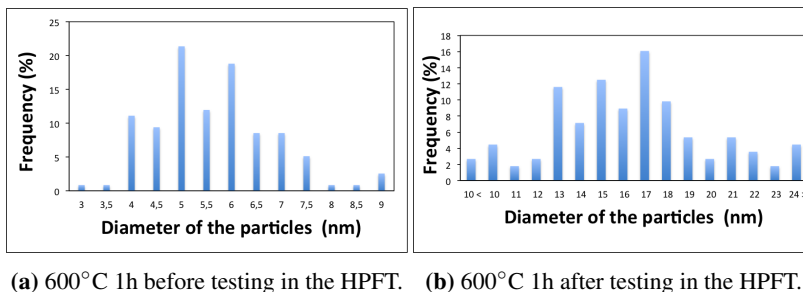 25
20
15
10
5
0
Frequency (%)
3 3,5 4 4,5 5 5,5 6 6,5 7 7,5 8 8,5 9
Diameter of the particles (nm)
18
16
14
12
10
8
6
4
2
0
Frequency (%)
10 < 10 11 12 13 14 15 16 17 18 19 20 21 22 23 24 >
Diameter of the particles (nm)
(a) 600°C 1h before testing in the HPFT.
(b) 600°C 1h after testing in the HPFT.